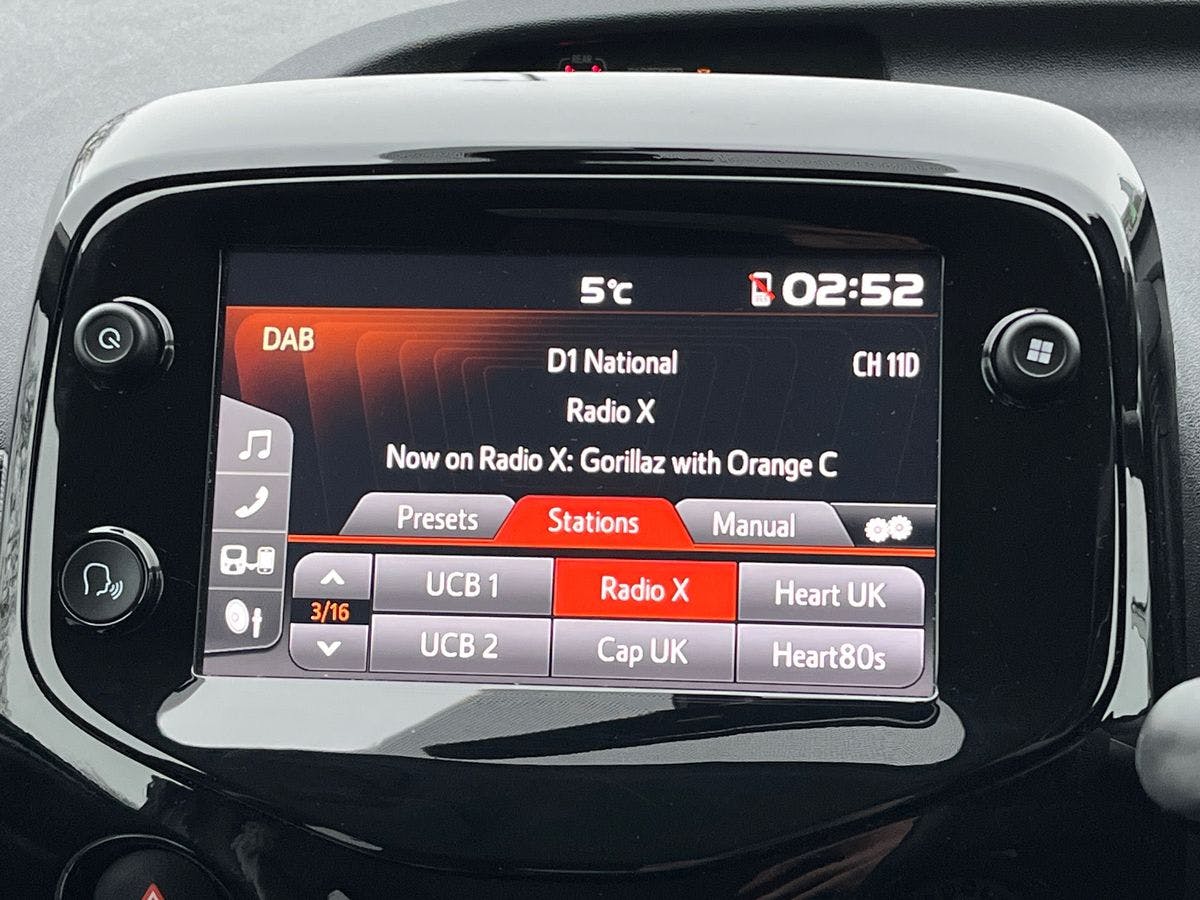 REAR
5°C
02:52
DAB
D1 National
CH 11D
Radio X
Now on Radio X: Gorillaz with Orange C
Presets Stations Manual
UCB 1 Radio X Heart UK
3/16
UCB 2 Cap UK Heart80s